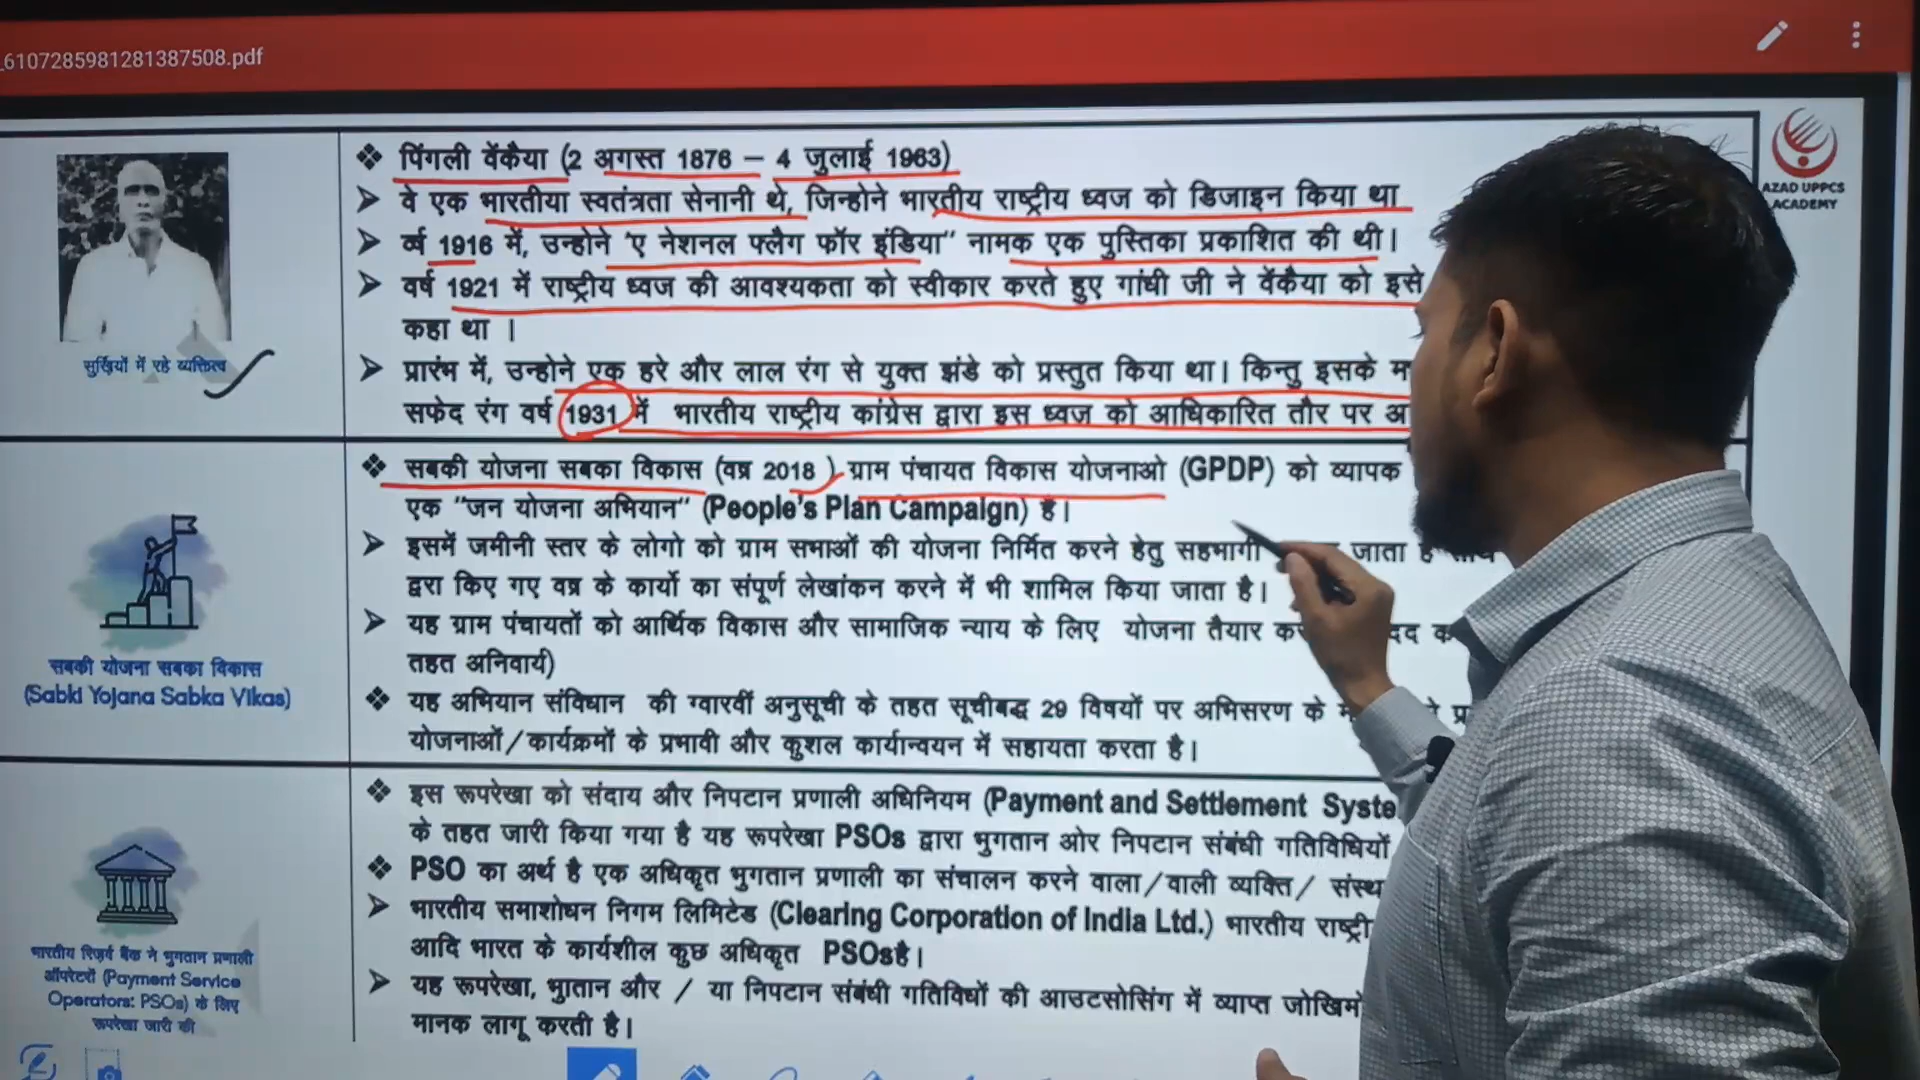 _6107285981281387508.pdf
AZAD UPPCS
ACADEMY
❖ पिंगली वेंकैया (2 अगस्त 1876 – 4 जुलाई 1963)
➤ वे एक भारतीया स्वतंत्रता सेनानी थे, जिन्होने भारतीय राष्ट्रीय ध्वज को डिजाइन किया था
➤ वर्ष 1916 में, उन्होने 'ए नेशनल फ्लैग फॉर इंडिया" नामक एक पुस्तिका प्रकाशित की थी।
➤ वर्ष 1921 में राष्ट्रीय ध्वज की आवश्यकता को स्वीकार करते हुए गांधी जी ने वेंकैया को इसे
कहा था ।
➤ प्रारंभ में, उन्होने एक हरे और लाल रंग से युक्त झंडे को प्रस्तुत किया था। किन्तु इसके
सफेद रंग वर्ष 1931 में भारतीय राष्ट्रीय कांग्रेस द्वारा इस ध्वज को आधिकारित तौर पर
सुर्ख़ियों में रहे व्यक्तित्व
❖ सबकी योजना सबका विकास (वष्र 2018 ) ग्राम पंचायत विकास योजनाओ (GPDP) को व्यापक
एक "जन योजना अभियान" (People's Plan Campaign) है।
➤ इसमें जमीनी स्तर के लोगो को ग्राम सभाओं की योजना निर्मित करने हेतु सहभागी जाता
द्वरा किए गए वष्र के कार्यो का संपूर्ण लेखांकन करने में भी शामिल किया जाता है।
➤ यह ग्राम पंचायतों को आर्थिक विकास और सामाजिक न्याय के लिए योजना तैयार
तहत अनिवार्य)
❖ यह अभियान संविधान की ग्वारवीं अनुसूची के तहत सूचीबद्ध 29 विषयों पर अभिसरण के
योजनाओं/कार्यक्रमों के प्रभावी और कुशल कार्यान्वयन में सहायता करता है।
सबकी योजना सबका विकास
(Sabki Yojana Sabka Vikas)
❖ इस रूपरेखा को संदाय और निपटान प्रणाली अधिनियम (Payment and Settlement
के तहत जारी किया गया है यह रूपरेखा PSOs द्वारा भुगतान ओर निपटान संबंधी गतिविधियों
❖ PSO का अर्थ है एक अधिकृत भुगतान प्रणाली का संचालन करने वाला/वाली व्यक्ति/
➤ भारतीय समाशोधन निगम लिमिटेड (Clearing Corporation of India Ltd.) भारतीय
आदि भारत के कार्यशील कुछ अधिकृत PSOsहै।
➤ यह रूपरेखा, भुातान और / या निपटान संबंधी गतिविधों की आउटसोसिंग में व्याप्त
मानक लागू करती है।
भारतीय रिज़र्व बैंक ने भुगतान प्रणाली
ऑपरेटरों (Payment Service
Operators: PSOs) के लिए
रूपरेखा जारी की